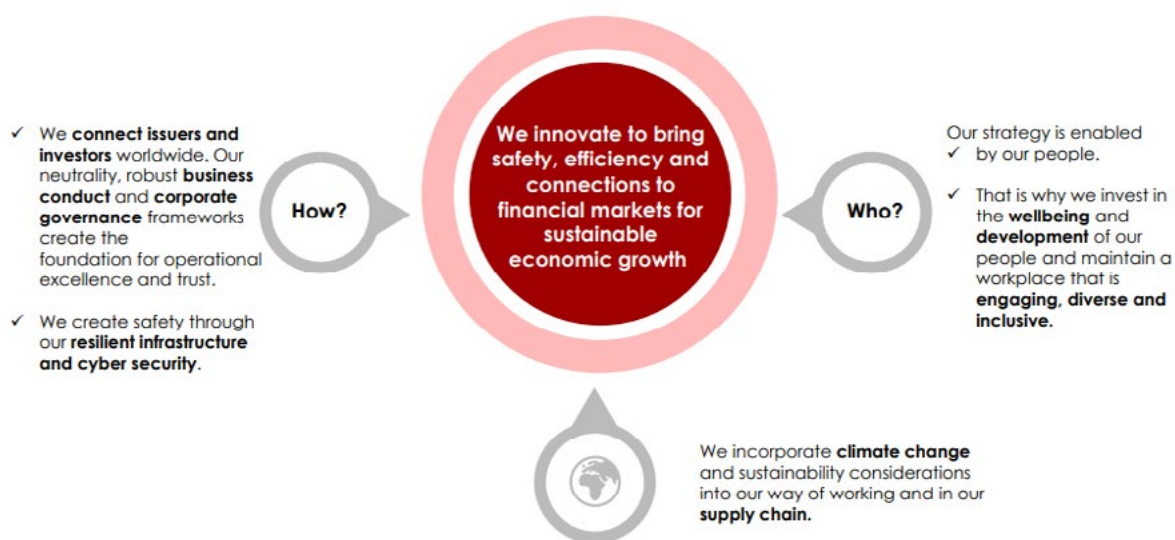 ✓ We connect issuers and
investors worldwide. Our
neutrality, robust business
conduct and corporate
governance frameworks
create the
foundation for operational
excellence and trust.
✓ We create safety through
our resilient infrastructure
and cyber security.
How?
We innovate to bring
safety, efficiency and
connections to
financial markets for
sustainable
economic growth
Who?
Our strategy is enabled
✓ by our people.
✓ That is why we invest in
the wellbeing and
development of our
people and maintain a
workplace that is
engaging, diverse and
inclusive.
We incorporate climate change
and sustainability considerations
into our way of working and in our
supply chain.